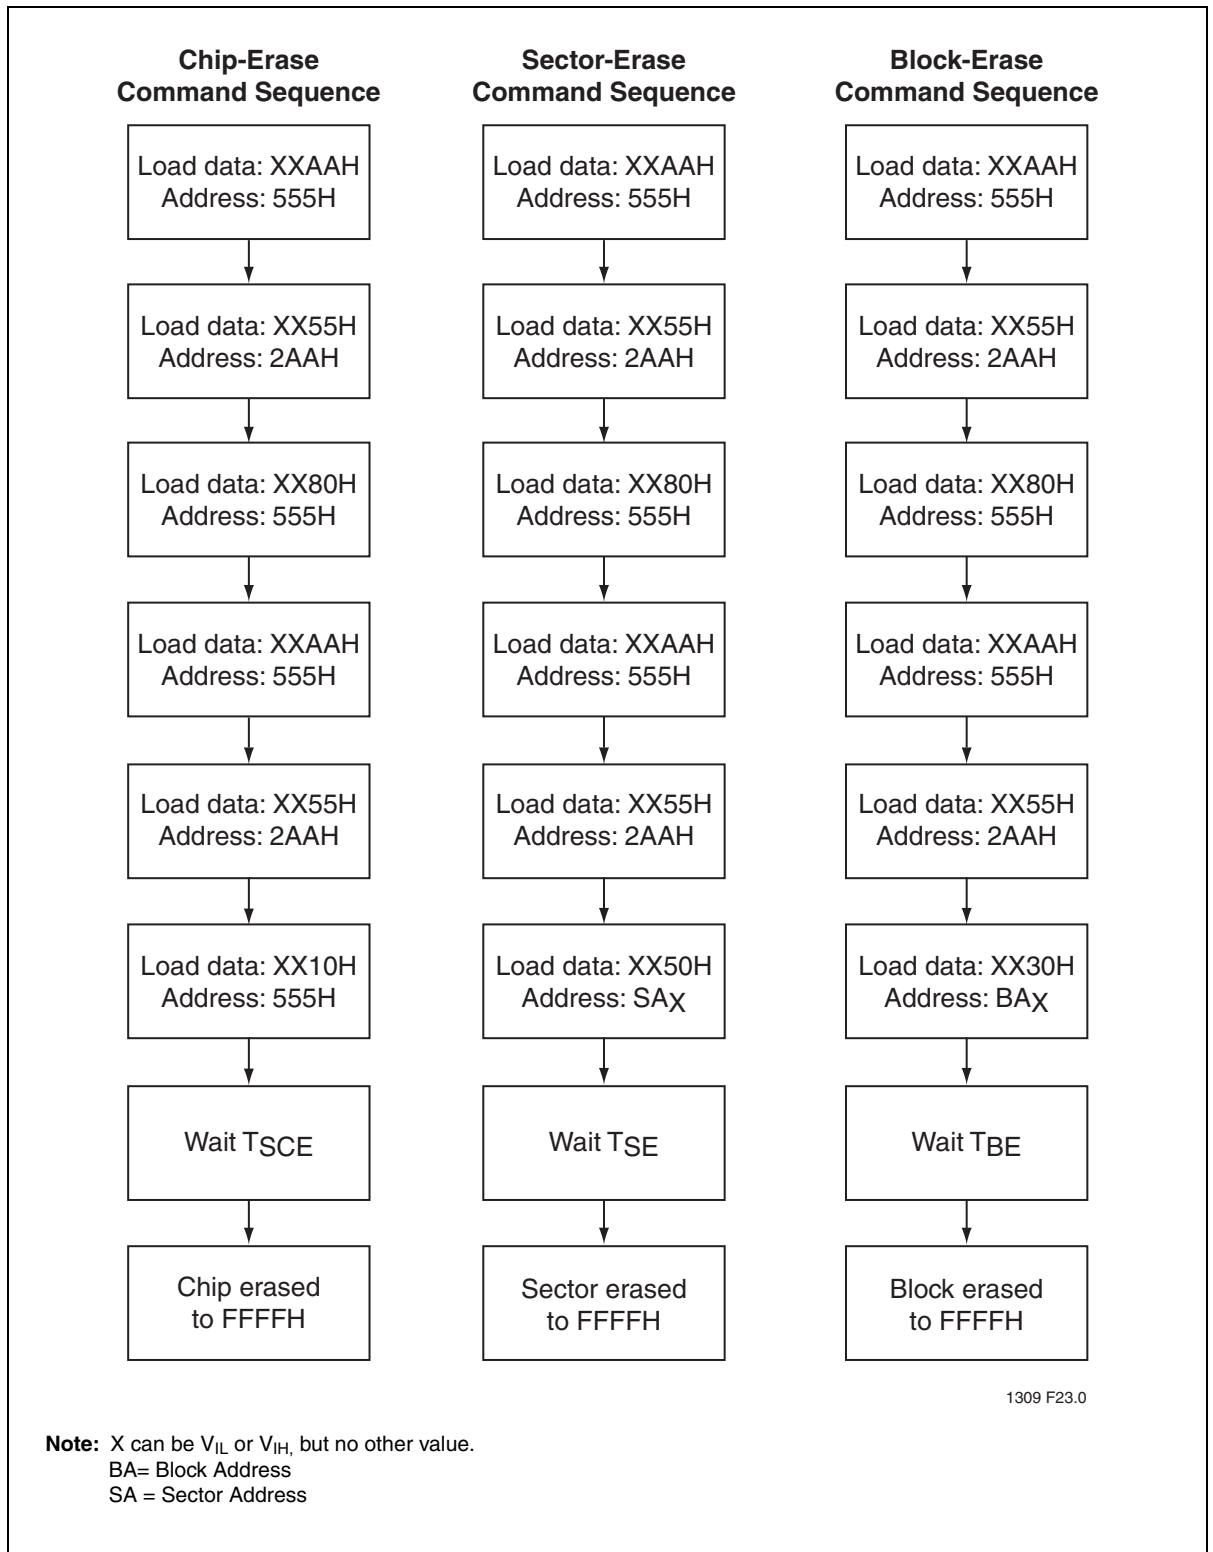 Chip-Erase
Command Sequence
Load data: XXAAH
Address: 555H
Load data: XX55H
Address: 2AAH
Load data: XX80H
Address: 555H
Load data: XXAAH
Address: 555H
Load data: XX55H
Address: 2AAH
Load data: XX10H
Address: 555H
Wait TSCE
Chip erased
to FFFFH
Sector-Erase
Command Sequence
Load data: XXAAH
Address: 555H
Load data: XX55H
Address: 2AAH
Load data: XX80H
Address: 555H
Load data: XXAAH
Address: 555H
Load data: XX55H
Address: 2AAH
Load data: XX50H
Address: SAX
Wait TSE
Sector erased
to FFFFH
Block-Erase
Command Sequence
Load data: XXAAH
Address: 555H
Load data: XX55H
Address: 2AAH
Load data: XX80H
Address: 555H
Load data: XXAAH
Address: 555H
Load data: XX55H
Address: 2AAH
Load data: XX30H
Address: BAX
Wait TBE
Block erased
to FFFFH
1309 F23.0
Note: X can be VIL or VIH, but no other value.
BA= Block Address
SA = Sector Address